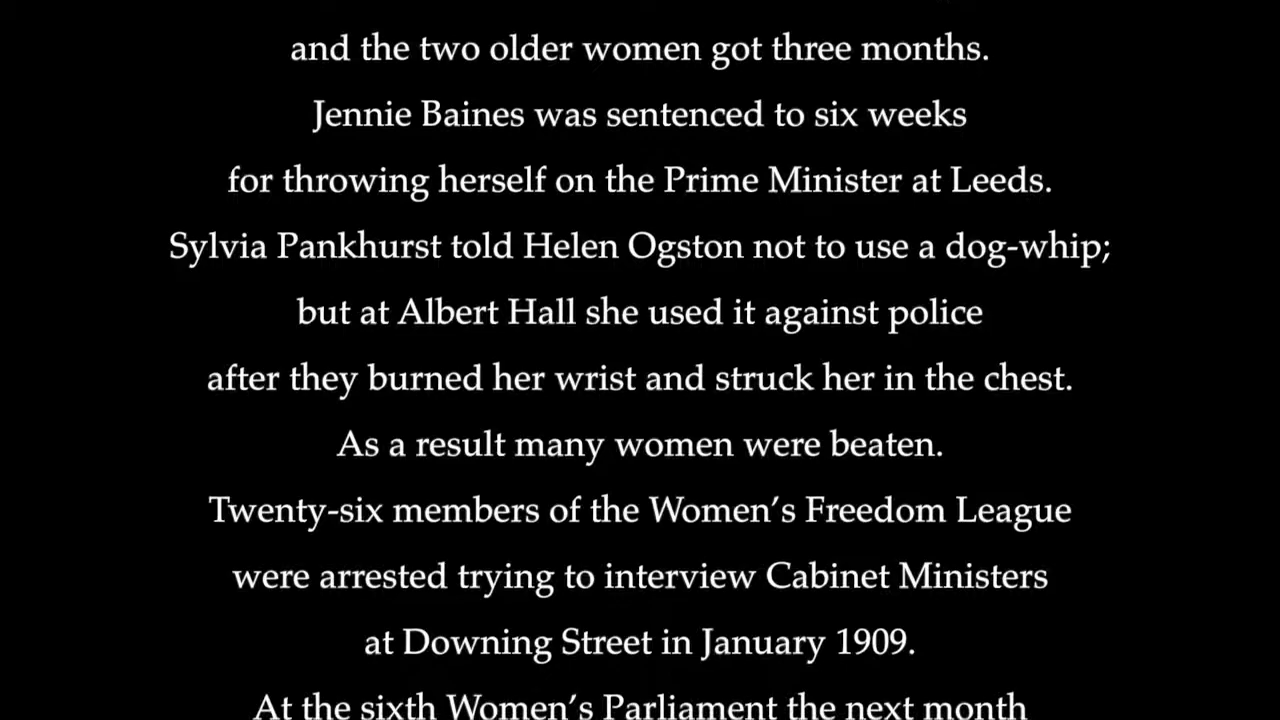 and the two older women got three months.
Jennie Baines was sentenced to six weeks
for throwing herself on the Prime Minister at Leeds.
Sylvia Pankhurst told Helen Ogston not to use a dog-whip;
but at Albert Hall she used it against police
after they burned her wrist and struck her in the chest.
As a result many women were beaten.
Twenty-six members of the Women’s Freedom League
were arrested trying to interview Cabinet Ministers
at Downing Street in January 1909.
At the sixth Women’s Parliament the next month